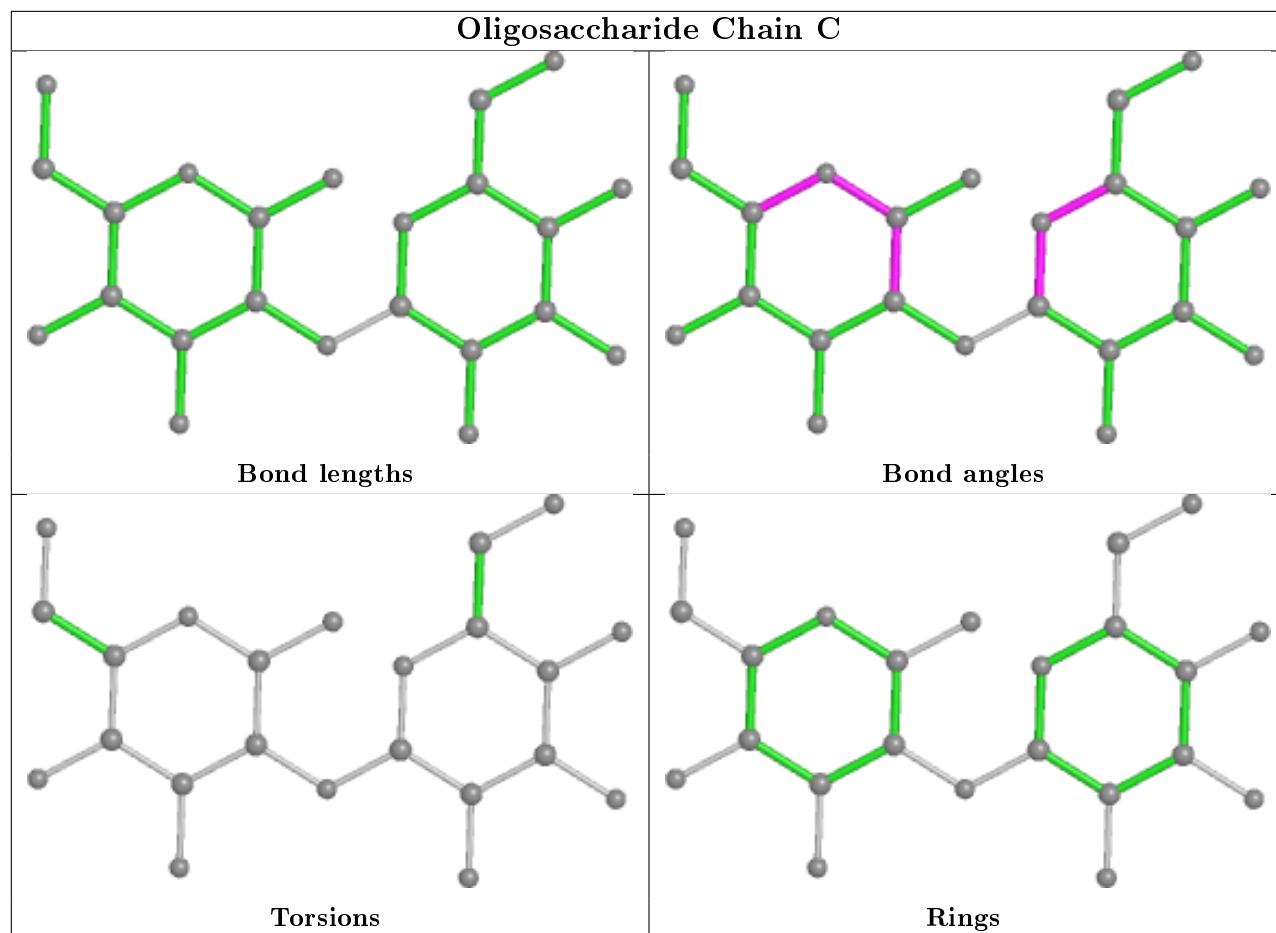 Oligosaccharide Chain C
Bond lengths
Bond angles
Torsions
Rings